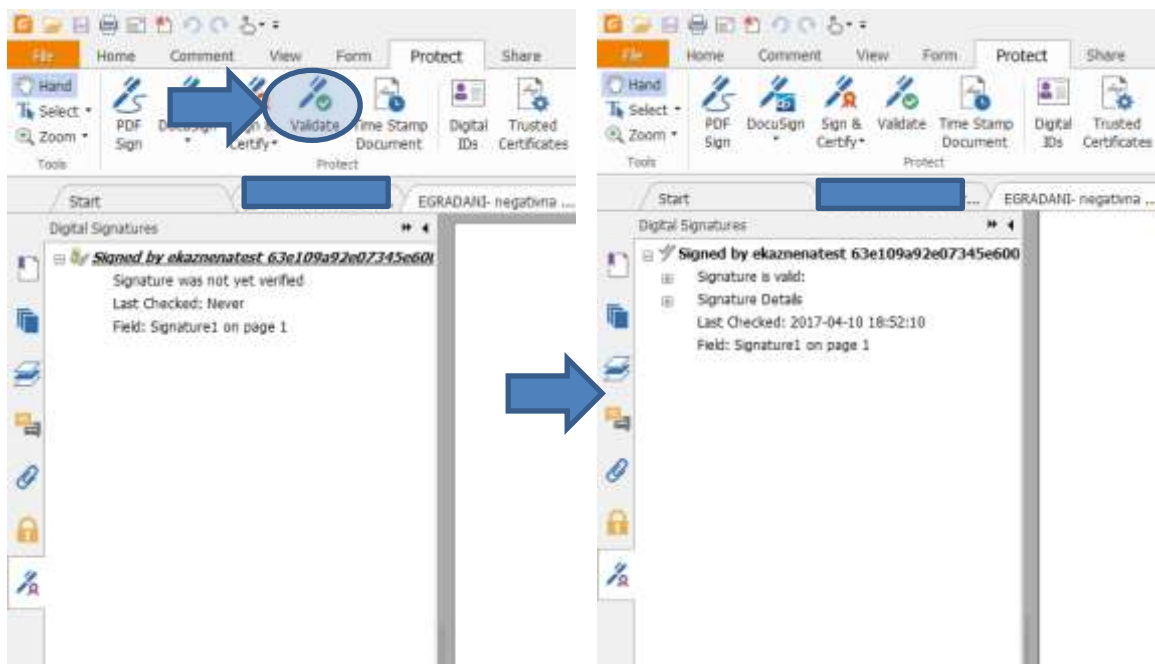 File Home Comment View Form Protect Share
Hand
Select
Zoom
Tools
PDF
Sign
Validate
Time Stamp
Document
Digital
IDs
Trusted
Certificates
Protect
Start
EGRADANI- negativna ...
Digital Signatures
Signed by ekaznenatest 63e109a92e07345e60
Signature was not yet verified
Last Checked: Never
Field: Signature1 on page 1
File Home Comment View Form Protect Share
Hand
Select
Zoom
Tools
PDF
Sign
DocuSign
Sign &
Certify
Validate
Time Stamp
Document
Digital
IDs
Trusted
Certificates
Protect
Start
... EGRADANI- negativna ...
Digital Signatures
Signed by ekaznenatest 63e109a92e07345e600
Signature is valid:
Signature Details
Last Checked: 2017-04-10 18:52:10
Field: Signature1 on page 1